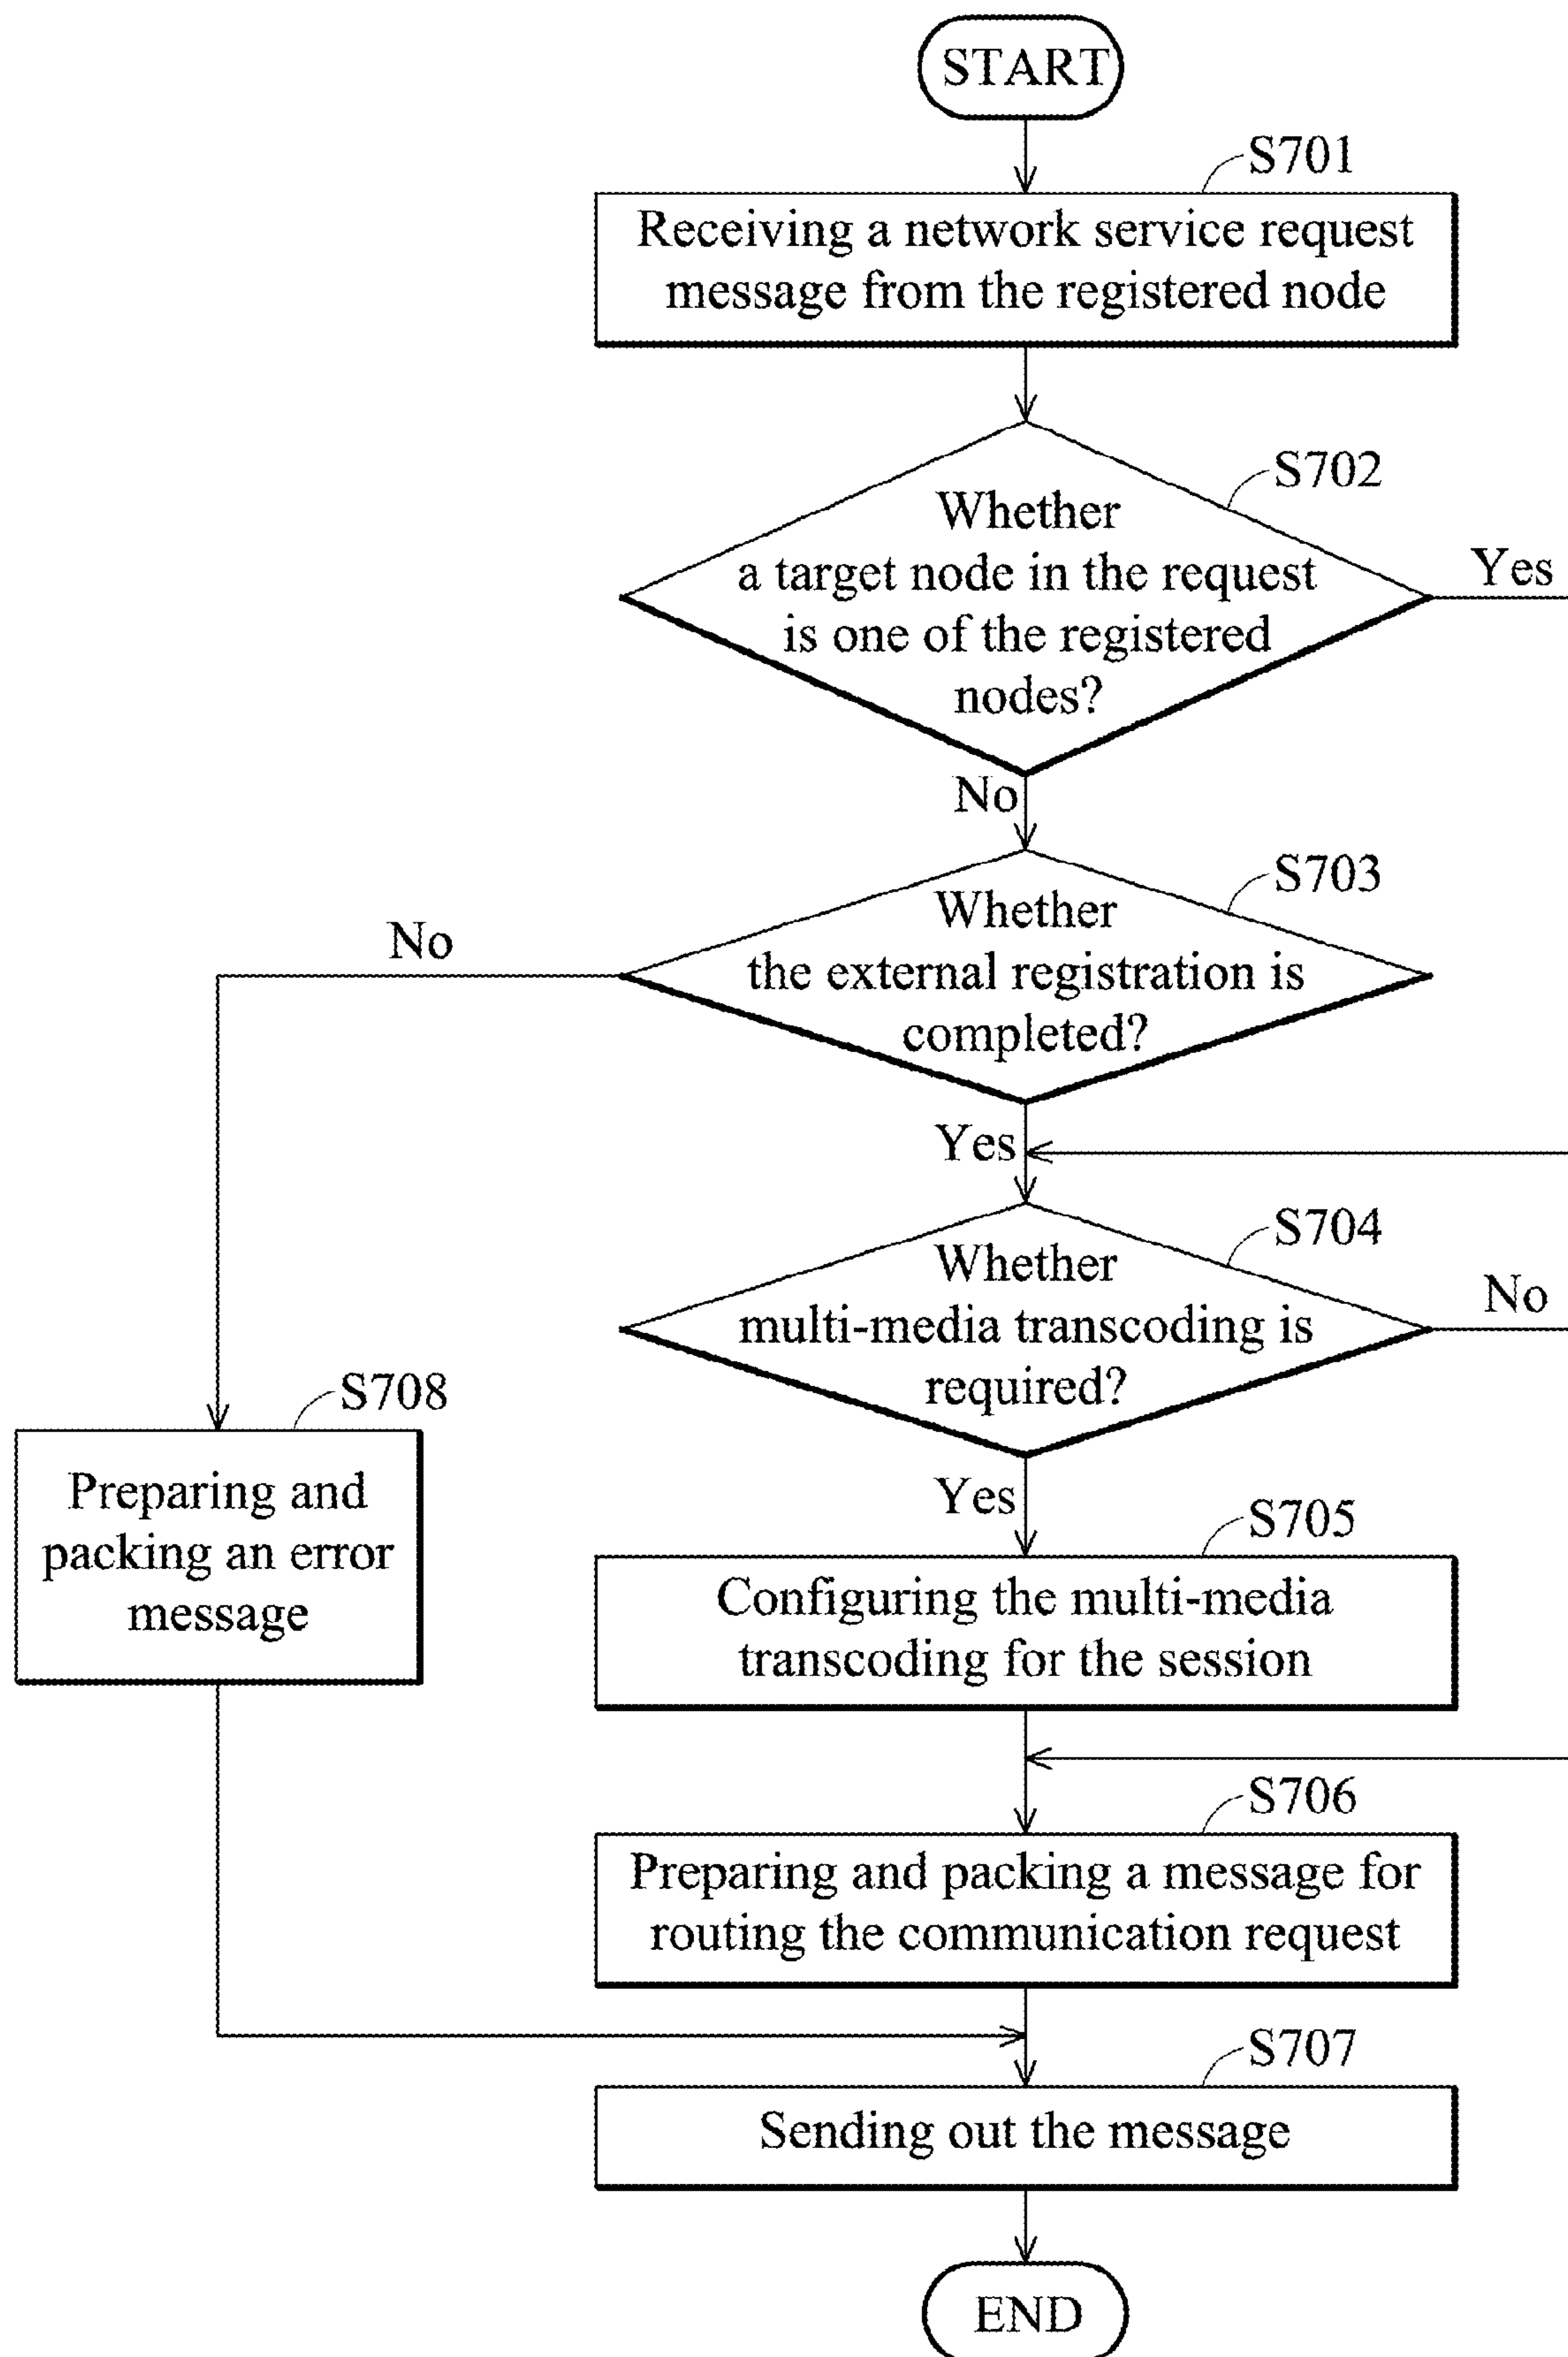 START
S701
Receiving a network service request
message from the registered node
S702
Whether
a target node in the request
is one of the registered
nodes?
Yes
No
S703
Whether
the external registration is
completed?
No
Yes
S704
Whether
multi-media transcoding is
required?
No
S708
Preparing and
packing an error
message
Yes
S705
Configuring the multi-media
transcoding for the session
S706
Preparing and packing a message for
routing the communication request
S707
Sending out the message
END